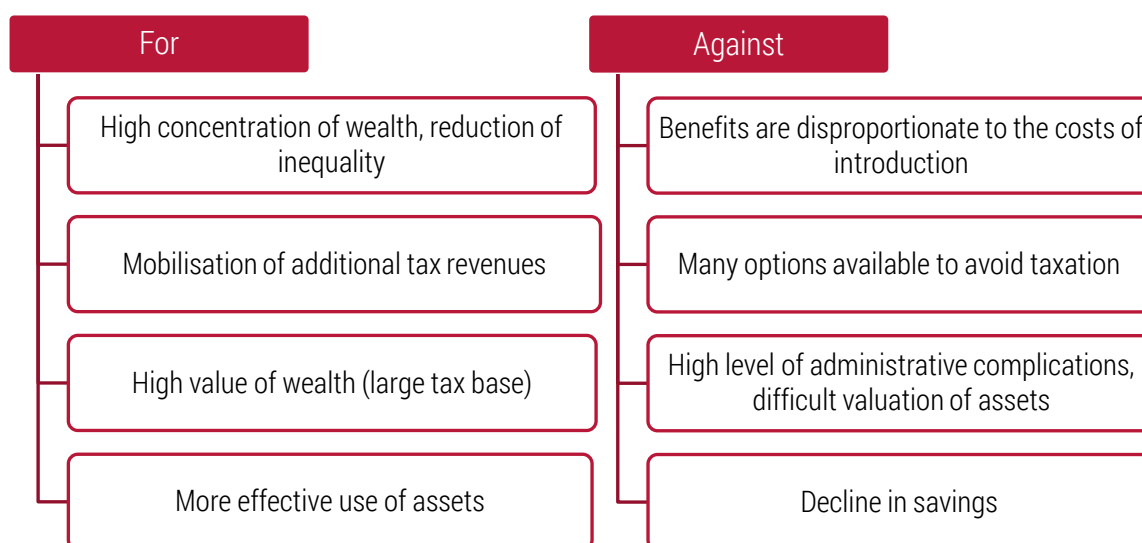 For
High concentration of wealth, reduction of
inequality
Mobilisation of additional tax revenues
High value of wealth (large tax base)
More effective use of assets
Against
Benefits are disproportionate to the costs of
introduction
Many options available to avoid taxation
High level of administrative complications,
difficult valuation of assets
Decline in savings